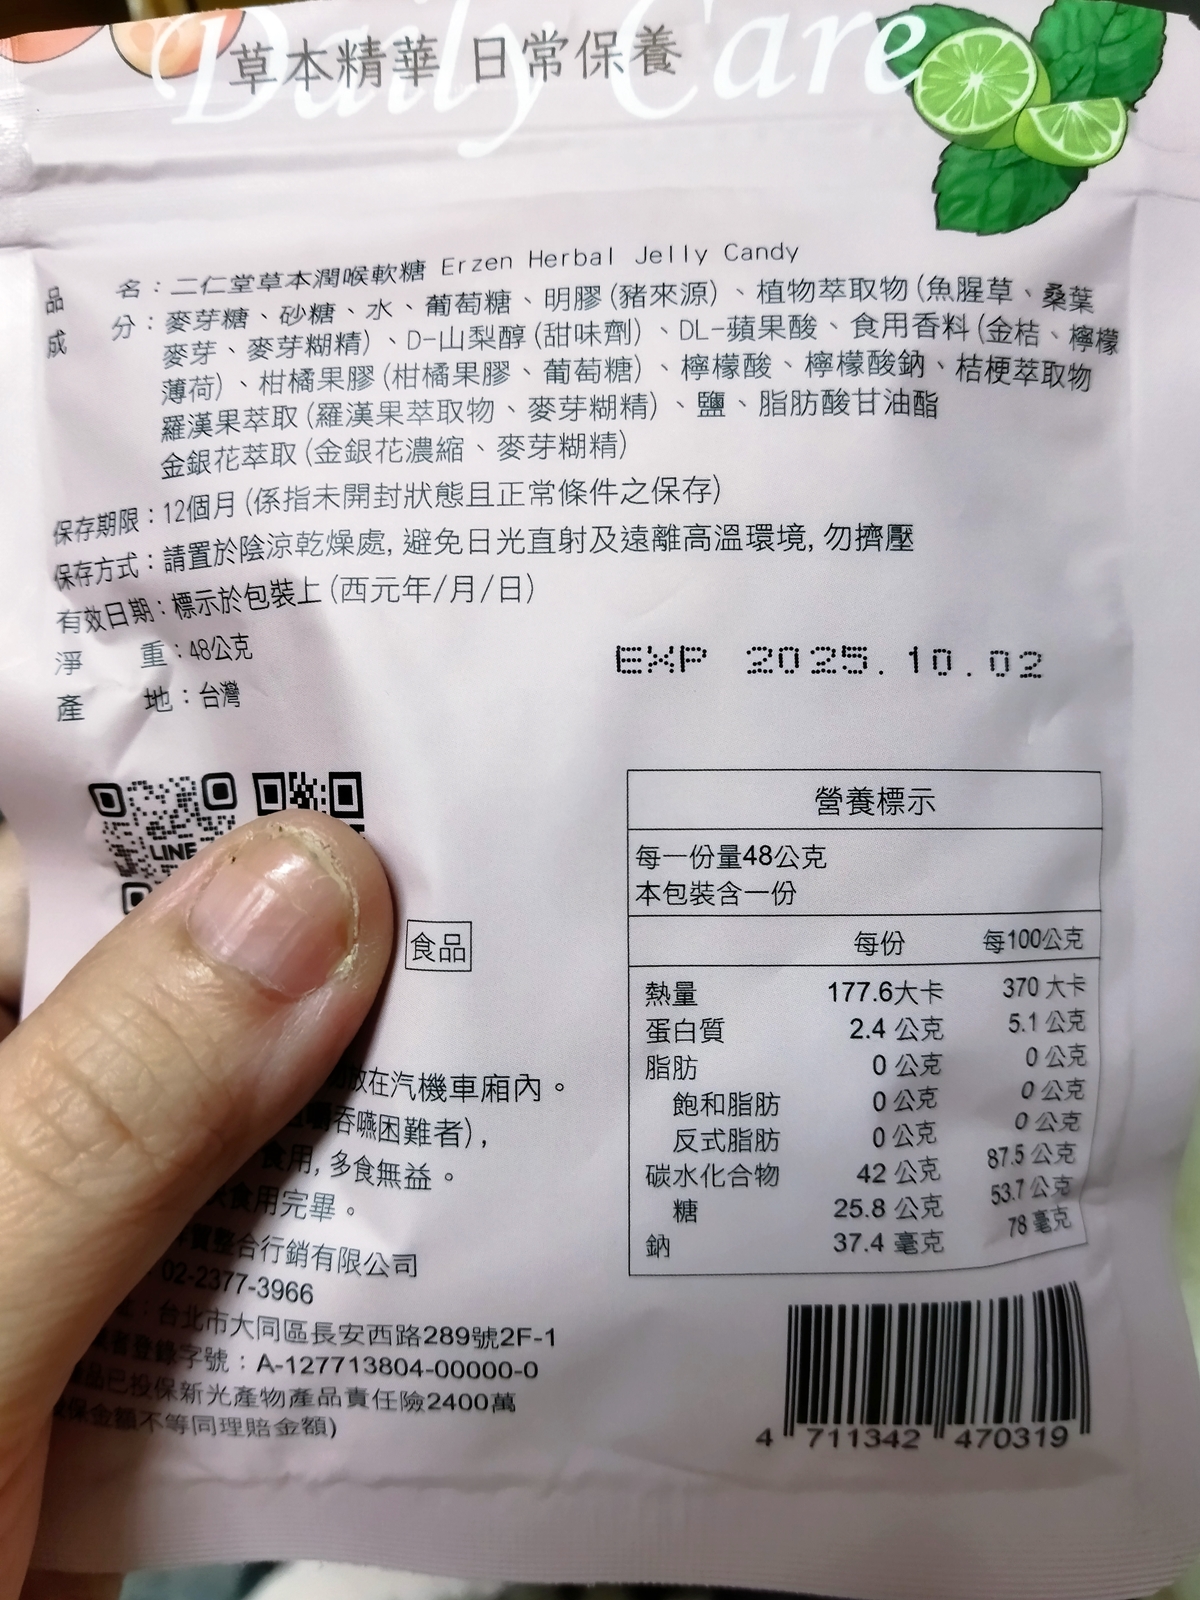 Daily Care
草本精華 日常保養
品名：二仁堂草本潤喉軟糖 Erzen Herbal Jelly Candy
成分：麥芽糖、砂糖、水、葡萄糖、明膠(豬來源)、植物萃取物(魚腥草、桑葉
麥芽、麥芽糊精)、D-山梨醇(甜味劑)、DL-蘋果酸、食用香料(金桔、檸檬
薄荷)、柑橘果膠(柑橘果膠、葡萄糖)、檸檬酸、檸檬酸鈉、桔梗萃取物
羅漢果萃取(羅漢果萃取物、麥芽糊精)、鹽、脂肪酸甘油酯
金銀花萃取(金銀花濃縮、麥芽糊精)
保存期限：12個月(係指未開封狀態且正常條件之保存)
保存方式：請置於陰涼乾燥處,避免日光直射及遠離高溫環境,勿擠壓
有效日期：標示於包裝上(西元年/月/日)
淨重：48公克
產地：台灣
EXP 2025.10.02
LINE
食品
放在汽機車廂內。
吞嚥困難者),
食用,多食無益。
食用完畢。
整合行銷有限公司
02-2377-3966
：台北市大同區長安西路289號2F-1
業者登錄字號：A-127713804-00000-0
品已投保新光產物產品責任險2400萬
保金額不等同理賠金額)
營養標示
每一份量48公克
本包裝含一份
每份 每100公克
熱量 177.6大卡 370 大卡
蛋白質 2.4 公克 5.1 公克
脂肪 0 公克 0 公克
飽和脂肪 0 公克 0 公克
反式脂肪 0 公克 0 公克
碳水化合物 42 公克 87.5 公克
糖 25.8 公克 53.7 公克
鈉 37.4 毫克 78 毫克
4 711342 470319